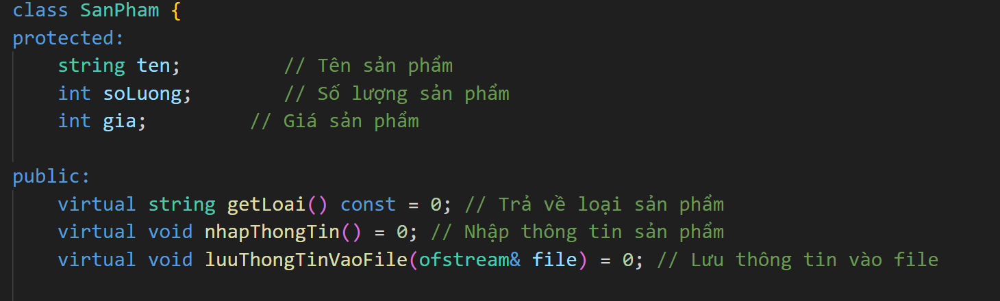 class SanPham {
protected:
    string ten;         // Tên sản phẩm
    int soLuong;        // Số lượng sản phẩm
    int gia;         // Giá sản phẩm
public:
    virtual string getLoai() const = 0; // Trả về loại sản phẩm
    virtual void nhapThongTin() = 0; // Nhập thông tin sản phẩm
    virtual void luuThongTinVaoFile(ofstream& file) = 0; // Lưu thông tin vào file